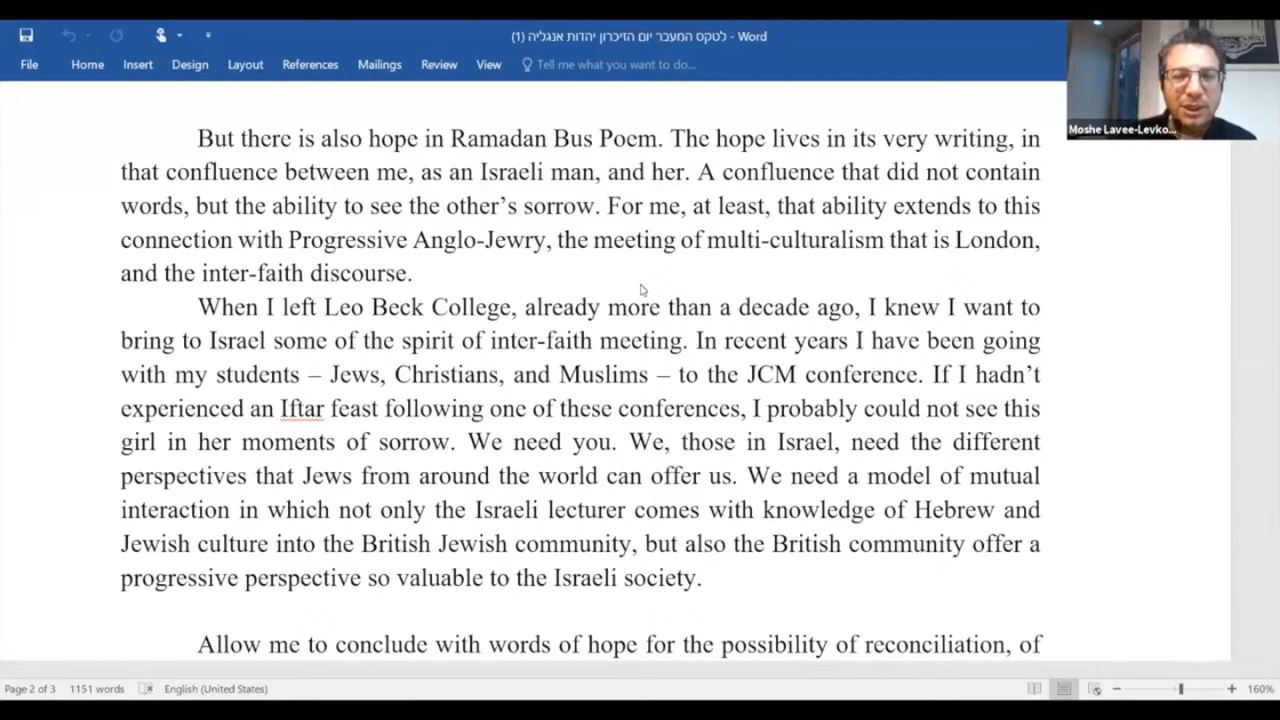 לטקס המעבר יום הזיכרון יהדות אנגליה (1) - Word
File Home Insert Design Layout References Mailings Review View Tell me what you want to do...
Moshe Lavee-Levko...
But there is also hope in Ramadan Bus Poem. The hope lives in its very writing, in
that confluence between me, as an Israeli man, and her. A confluence that did not contain
words, but the ability to see the other’s sorrow. For me, at least, that ability extends to this
connection with Progressive Anglo-Jewry, the meeting of multi-culturalism that is London,
and the inter-faith discourse.
When I left Leo Beck College, already more than a decade ago, I knew I want to
bring to Israel some of the spirit of inter-faith meeting. In recent years I have been going
with my students – Jews, Christians, and Muslims – to the JCM conference. If I hadn’t
experienced an Iftar feast following one of these conferences, I probably could not see this
girl in her moments of sorrow. We need you. We, those in Israel, need the different
perspectives that Jews from around the world can offer us. We need a model of mutual
interaction in which not only the Israeli lecturer comes with knowledge of Hebrew and
Jewish culture into the British Jewish community, but also the British community offer a
progressive perspective so valuable to the Israeli society.
Allow me to conclude with words of hope for the possibility of reconciliation, of
Page 2 of 3 1151 words English (United States) 160%